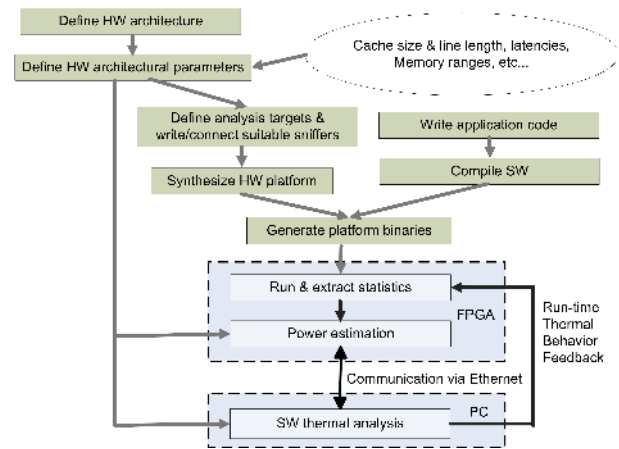 Define HW architecture
Define HW architectural parameters
Cache size & line length, latencies,
Memory ranges, etc...
Define analysis targets &
write/connect suitable sniffers
Write application code
Synthesize HW platform
Compile SW
Generate platform binaries
Run & extract statistics
FPGA
Power estimation
Run-time
Thermal
Behavior
Feedback
Communication via Ethernet
PC
SW thermal analysis